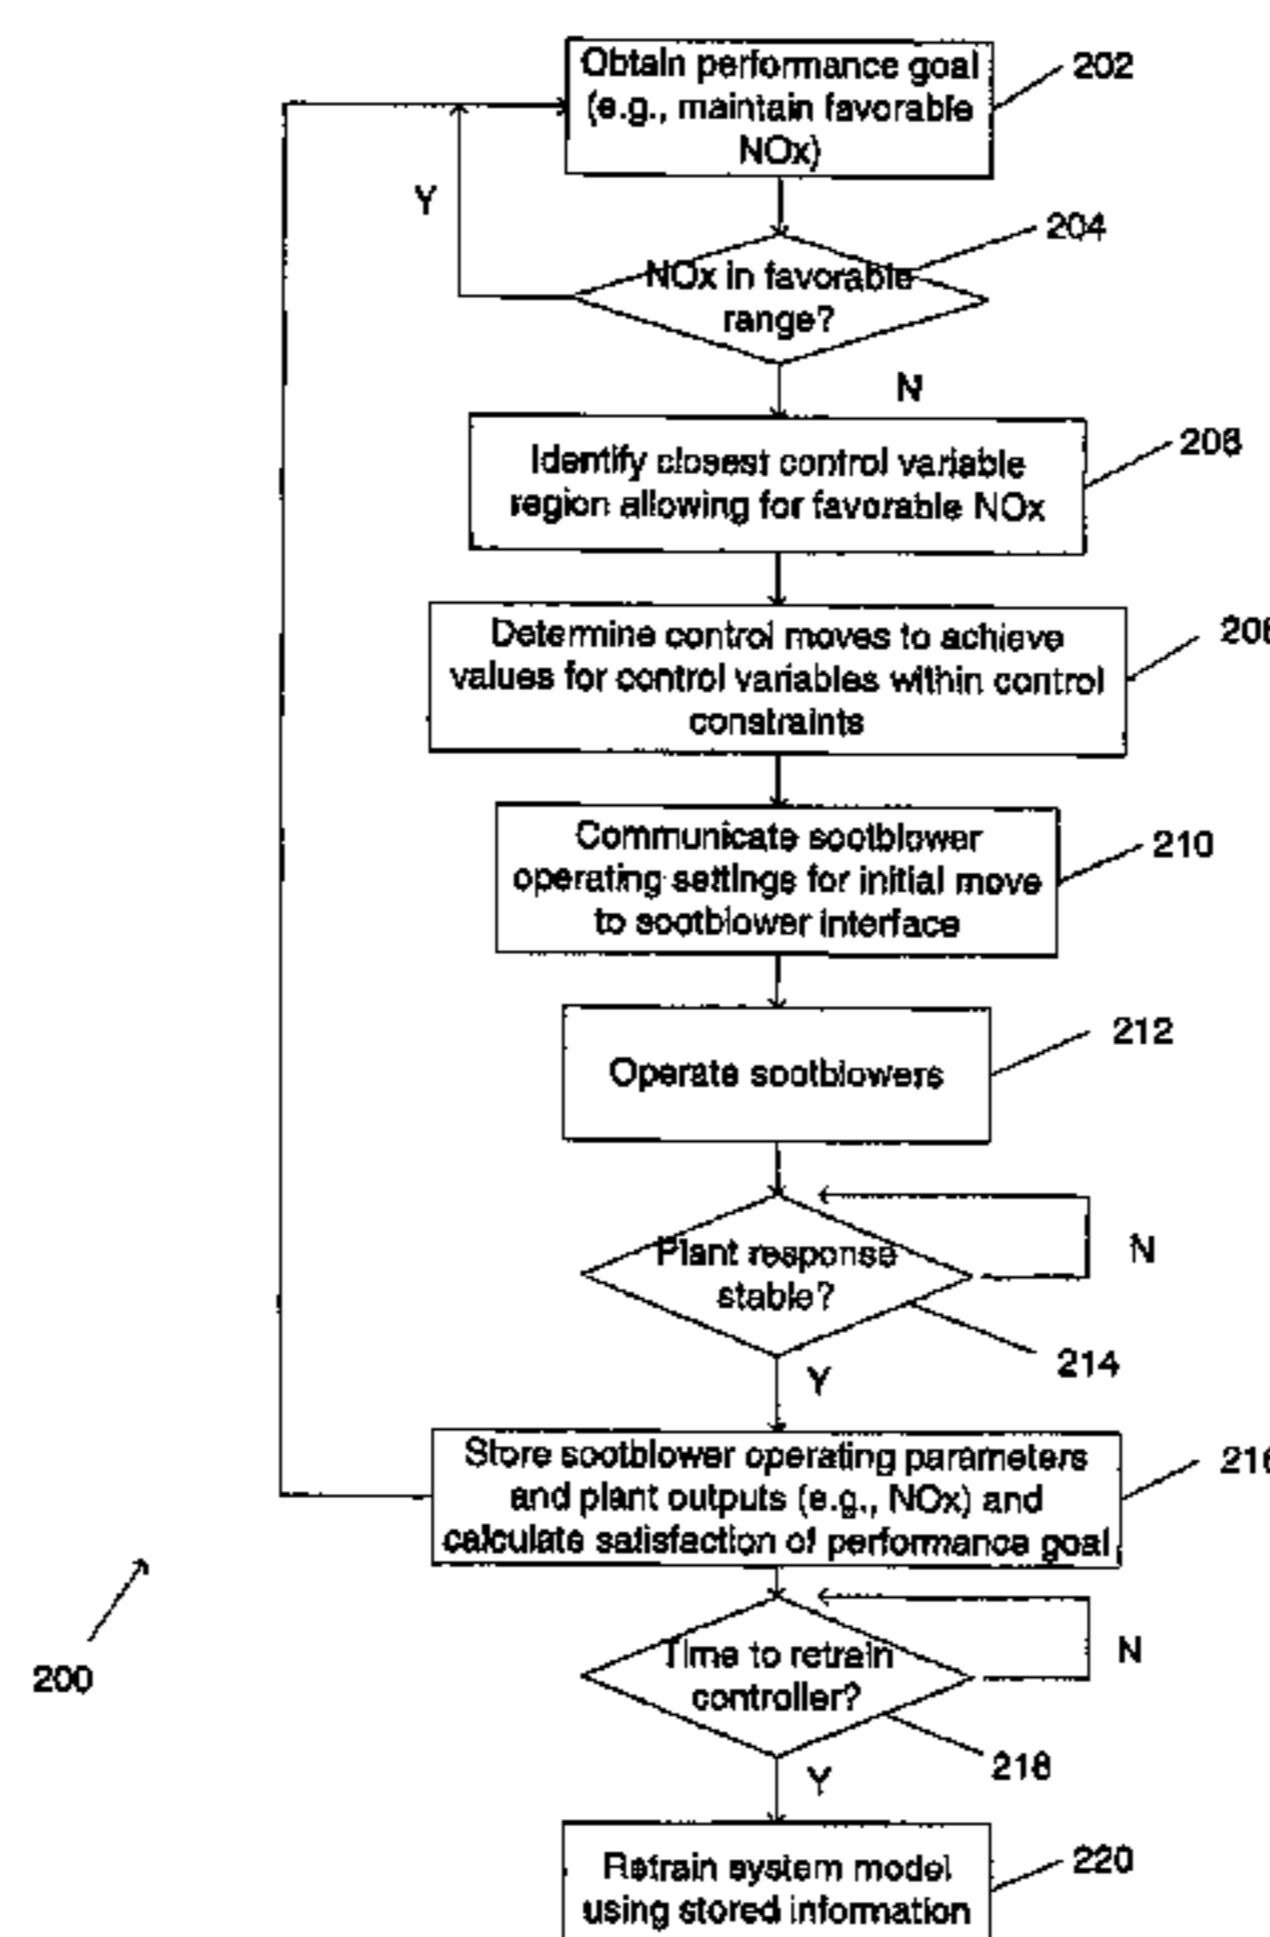 Obtain performance goal
(e.g., maintain favorable
NOx)
202
Y
204
NOx in favorable
range?
N
Identify closest control variable
region allowing for favorable NOx
206
Determine control moves to achieve
values for control variables within control
constraints
208
Communicate sootblower
operating settings for initial move
to sootblower interface
210
Operate sootblowers
212
Plant response
stable?
N
214
Y
Store sootblower operating parameters
and plant outputs (e.g., NOx) and
calculate satisfaction of performance goal
216
200
Time to retrain
controller?
N
218
Y
Retrain system model
using stored information
220